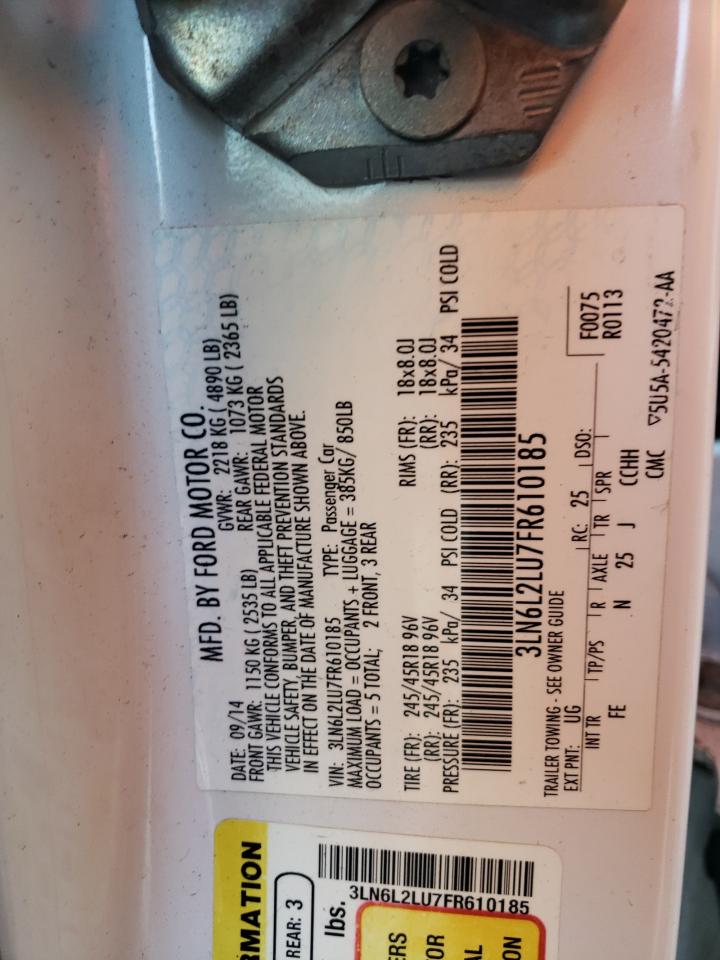 MFD. BY FORD MOTOR CO.
DATE: 09/14 GVWR: 2218 KG ( 4890 LB)
FRONT GAWR: 1150 KG ( 2535 LB) REAR GAWR: 1073 KG ( 2365 LB)
THIS VEHICLE CONFORMS TO ALL APPLICABLE FEDERAL MOTOR
VEHICLE SAFETY, BUMPER, AND THEFT PREVENTION STANDARDS
IN EFFECT ON THE DATE OF MANUFACTURE SHOWN ABOVE.
VIN: 3LN6L2LU7FR610185 TYPE: Passenger Car
MAXIMUM LOAD = OCCUPANTS + LUGGAGE = 385KG/ 850LB
OCCUPANTS = 5 TOTAL; 2 FRONT, 3 REAR
TIRE (FR): 245/45R18 96V RIMS (FR): 18x8.0J
(RR): 245/45R18 96V (RR): 18x8.0J
PRESSURE (FR): 235 kPa/ 34 PSI COLD (RR): 235 kPa/ 34 PSI COLD
3LN6L2LU7FR610185
TRAILER TOWING - SEE OWNER GUIDE
EXT PNT: UG RC: 25 DSO: F0075
R0113
INT TR TP/PS R AXLE TR SPR
FE N 25 J CCHH
CMC ▽5U5A-5420472-AA
RMATION
REAR: 3
lbs.
3LN6L2LU7FR610185
ERS
OR
AL
ON